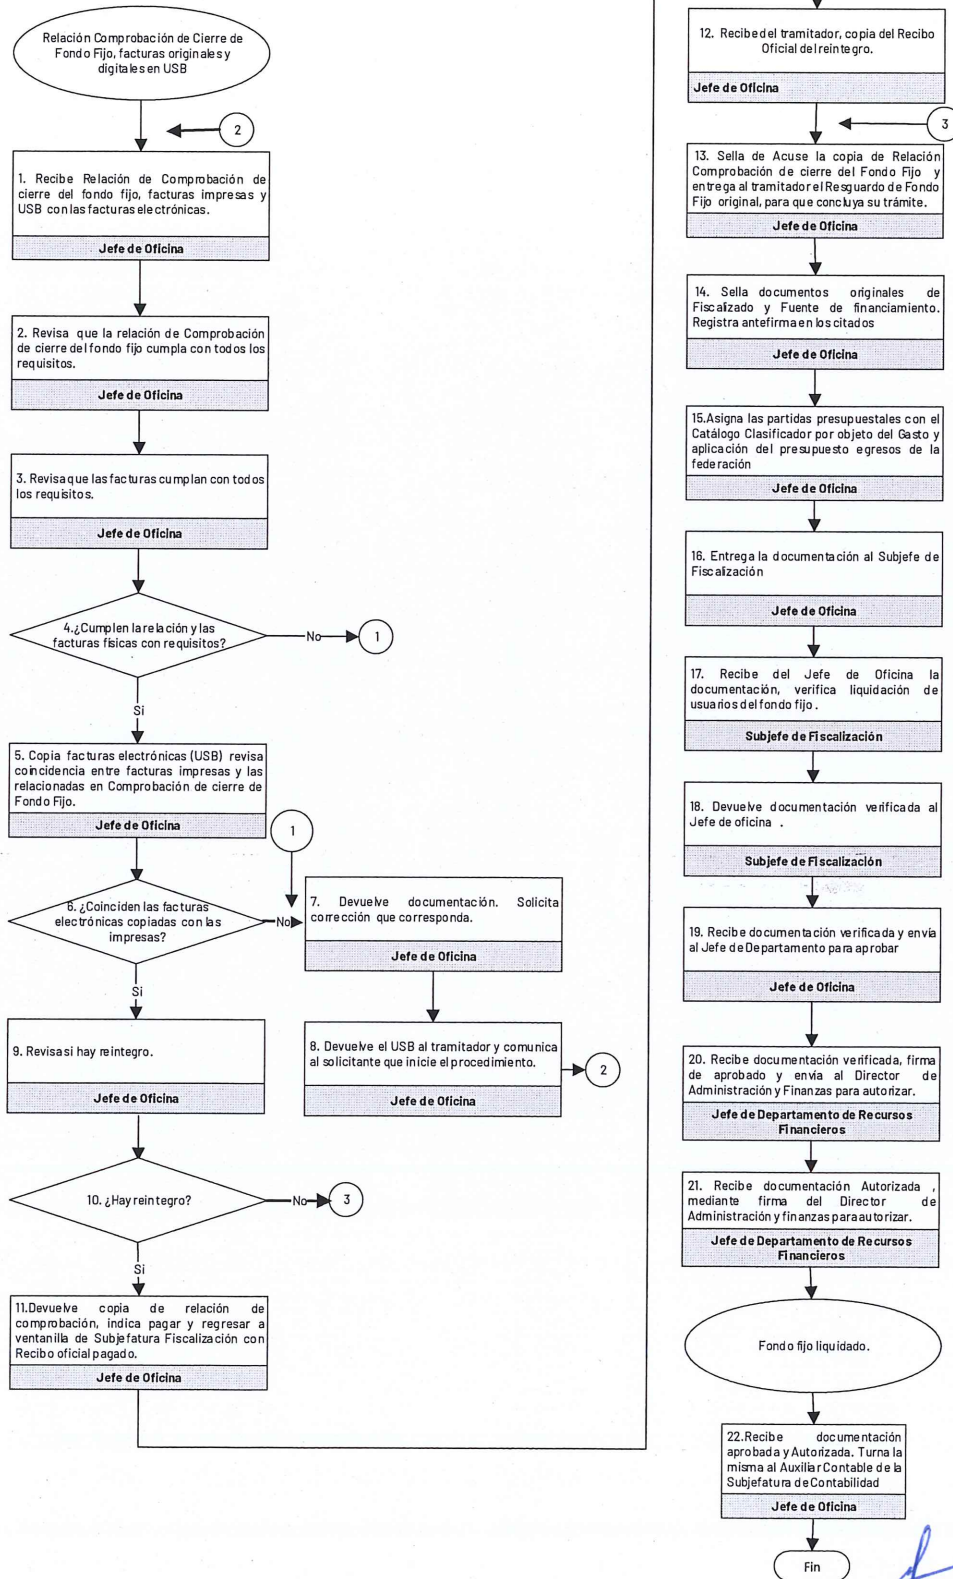 Relación Comprobación de Cierre de
Fondo Fijo, facturas originales y
digitales en USB
2
1. Recibe Relación de Comprobación de
cierre del fondo fijo, facturas impresas y
USB con las facturas electrónicas.
Jefe de Oficina
2. Revisa que la relación de Comprobación
de cierre del fondo fijo cumpla con todos los
requisitos.
Jefe de Oficina
3. Revisa que las facturas cumplan con todos
los requisitos.
Jefe de Oficina
4.¿Cumplen la relación y las
facturas físicas con requisitos?
No
1
Si
5. Copia facturas electrónicas (USB) revisa
coincidencia entre facturas impresas y las
relacionadas en Comprobación de cierre de
Fondo Fijo.
Jefe de Oficina
1
6. ¿Coinciden las facturas
electrónicas copiadas con las
impresas?
No
7. Devuelve documentación. Solicita
corrección que corresponda.
Jefe de Oficina
Si
8. Devuelve el USB al tramitador y comunica
al solicitante que inicie el procedimiento.
Jefe de Oficina
2
9. Revisa si hay reintegro.
Jefe de Oficina
10. ¿Hay reintegro?
No
3
Si
11.Devuelve copia de relación de
comprobación, indica pagar y regresar a
ventanilla de Subjefatura Fiscalización con
Recibo oficial pagado.
Jefe de Oficina
12. Recibe del tramitador, copia del Recibo
Oficial del reintegro.
Jefe de Oficina
3
13. Sella de Acuse la copia de Relación
Comprobación de cierre del Fondo Fijo y
entrega al tramitador el Resguardo de Fondo
Fijo original, para que concluya su trámite.
Jefe de Oficina
14. Sella documentos originales de
Fiscalizado y Fuente de financiamiento.
Registra antefirma en los citados
Jefe de Oficina
15.Asigna las partidas presupuestales con el
Catálogo Clasificador por objeto del Gasto y
aplicación del presupuesto egresos de la
federación
Jefe de Oficina
16. Entrega la documentación al Subjefe de
Fiscalización
Jefe de Oficina
17. Recibe del Jefe de Oficina la
documentación, verifica liquidación de
usuarios del fondo fijo .
Subjefe de Fiscalización
18. Devuelve documentación verificada al
Jefe de oficina .
Subjefe de Fiscalización
19. Recibe documentación verificada y envía
al Jefe de Departamento para aprobar
Jefe de Oficina
20. Recibe documentación verificada, firma
de aprobado y envía al Director de
Administración y Finanzas para autorizar.
Jefe de Departamento de Recursos
Financieros
21. Recibe documentación Autorizada ,
mediante firma del Director de
Administración y finanzas para autorizar.
Jefe de Departamento de Recursos
Financieros
Fondo fijo liquidado.
22.Recibe documentación
aprobada y Autorizada. Turna la
misma al Auxiliar Contable de la
Subjefatura de Contabilidad
Jefe de Oficina
Fin